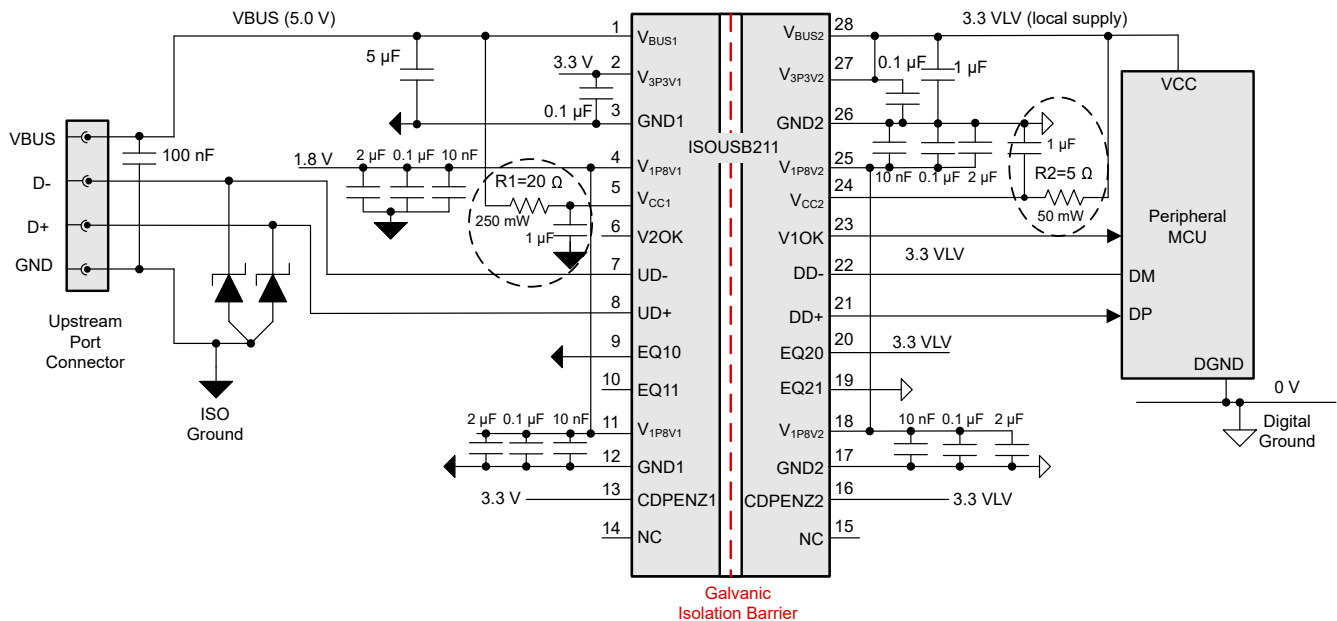 VBUS (5.0 V)
3.3 VLV (local supply)
1
VBUS1
VBUS2
28
5 µF
3.3 V
2
V3P3V1
V3P3V2
27
0.1 µF
1 µF
VCC
0.1 µF
3
GND1
GND2
26
ISOUSB211
VBUS
D-
D+
GND
100 nF
Upstream
Port
Connector
ISO
Ground
1.8 V
2 µF
0.1 µF
10 nF
4
V1P8V1
V1P8V2
25
10 nF
0.1 µF
2 µF
1 µF
R1=20 Ω
250 mW
1 µF
5
VCC1
VCC2
24
R2=5 Ω
50 mW
6
V2OK
V1OK
23
3.3 VLV
Peripheral
MCU
7
UD-
DD-
22
DM
8
UD+
DD+
21
DP
9
EQ10
EQ20
20
3.3 VLV
10
EQ11
EQ21
19
DGND
0 V
Digital
Ground
2 µF
0.1 µF
10 nF
11
V1P8V1
V1P8V2
18
10 nF
0.1 µF
2 µF
12
GND1
GND2
17
3.3 V
13
CDPENZ1
CDPENZ2
16
3.3 VLV
14
NC
NC
15
Galvanic
Isolation Barrier